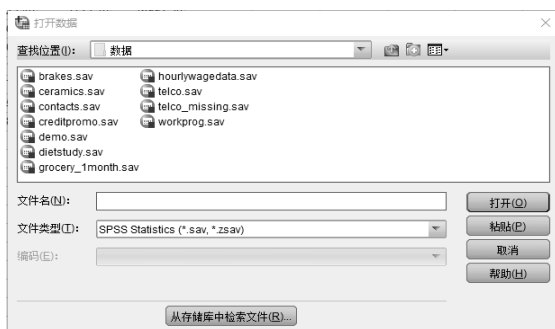 打开数据
查找位置(I): 数据
brakes.sav hourlywagedata.sav
ceramics.sav telco.sav
contacts.sav telco_missing.sav
creditpromo.sav workprog.sav
demo.sav
dietstudy.sav
grocery_1month.sav
文件名(N): 打开(O)
文件类型(T): SPSS Statistics (*.sav, *.zsav) 粘贴(P)
编码(E): 取消
帮助(H)
从存储库中检索文件(R)...